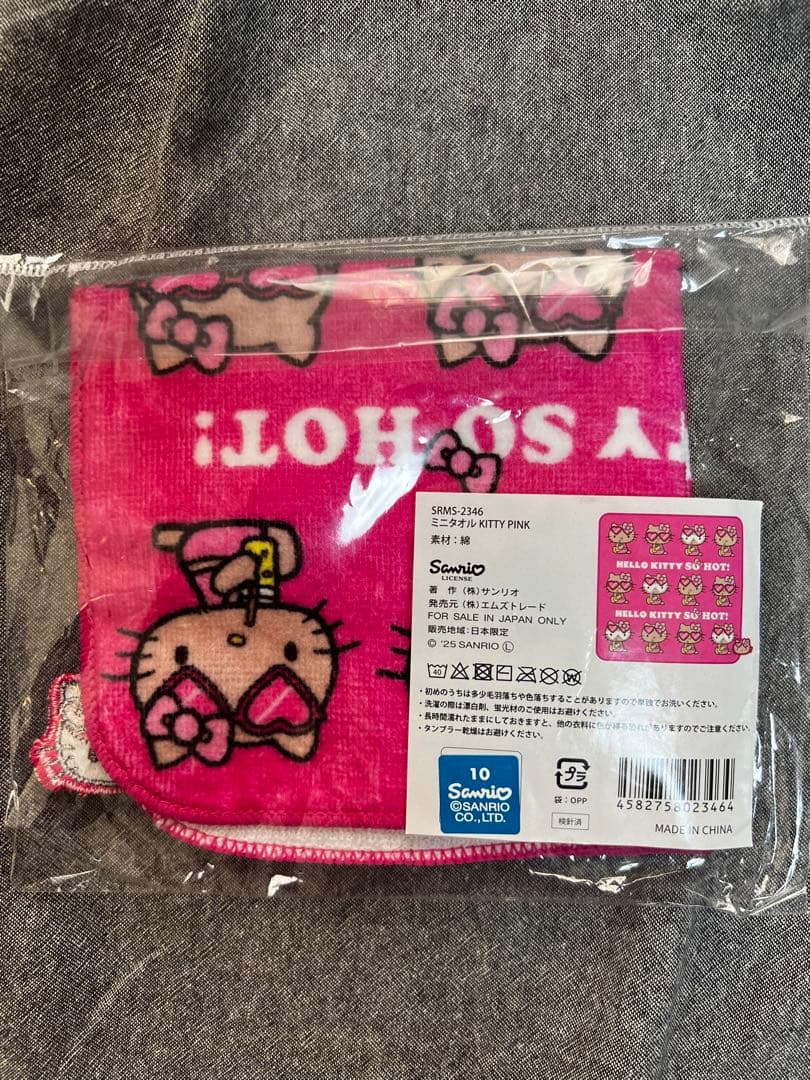 TY SO HOT!
SRMS-2346
ミニタオル KITTY PINK
素材：綿
Sanrio
LICENSE
著　作（株）サンリオ
発売元（株）エムズトレード
FOR SALE IN JAPAN ONLY
販売地域：日本限定
© '25 SANRIO Ⓛ
HELLO KITTY SO HOT!
HELLO KITTY SO HOT!
40
・初めのうちは多少毛羽落ちや色落ちすることがありますので単独でお洗いください。
・洗濯の際は漂白剤、蛍光材のご使用はお避けください。
・長時間濡れたままにしておきますと、他の衣料に色が移る恐れがありますのでご注意ください。
・タンブラー乾燥はお避けください。
10
Sanrio
©SANRIO
CO.,LTD.
プラ
袋：OPP
検針済
4582758023464
MADE IN CHINA